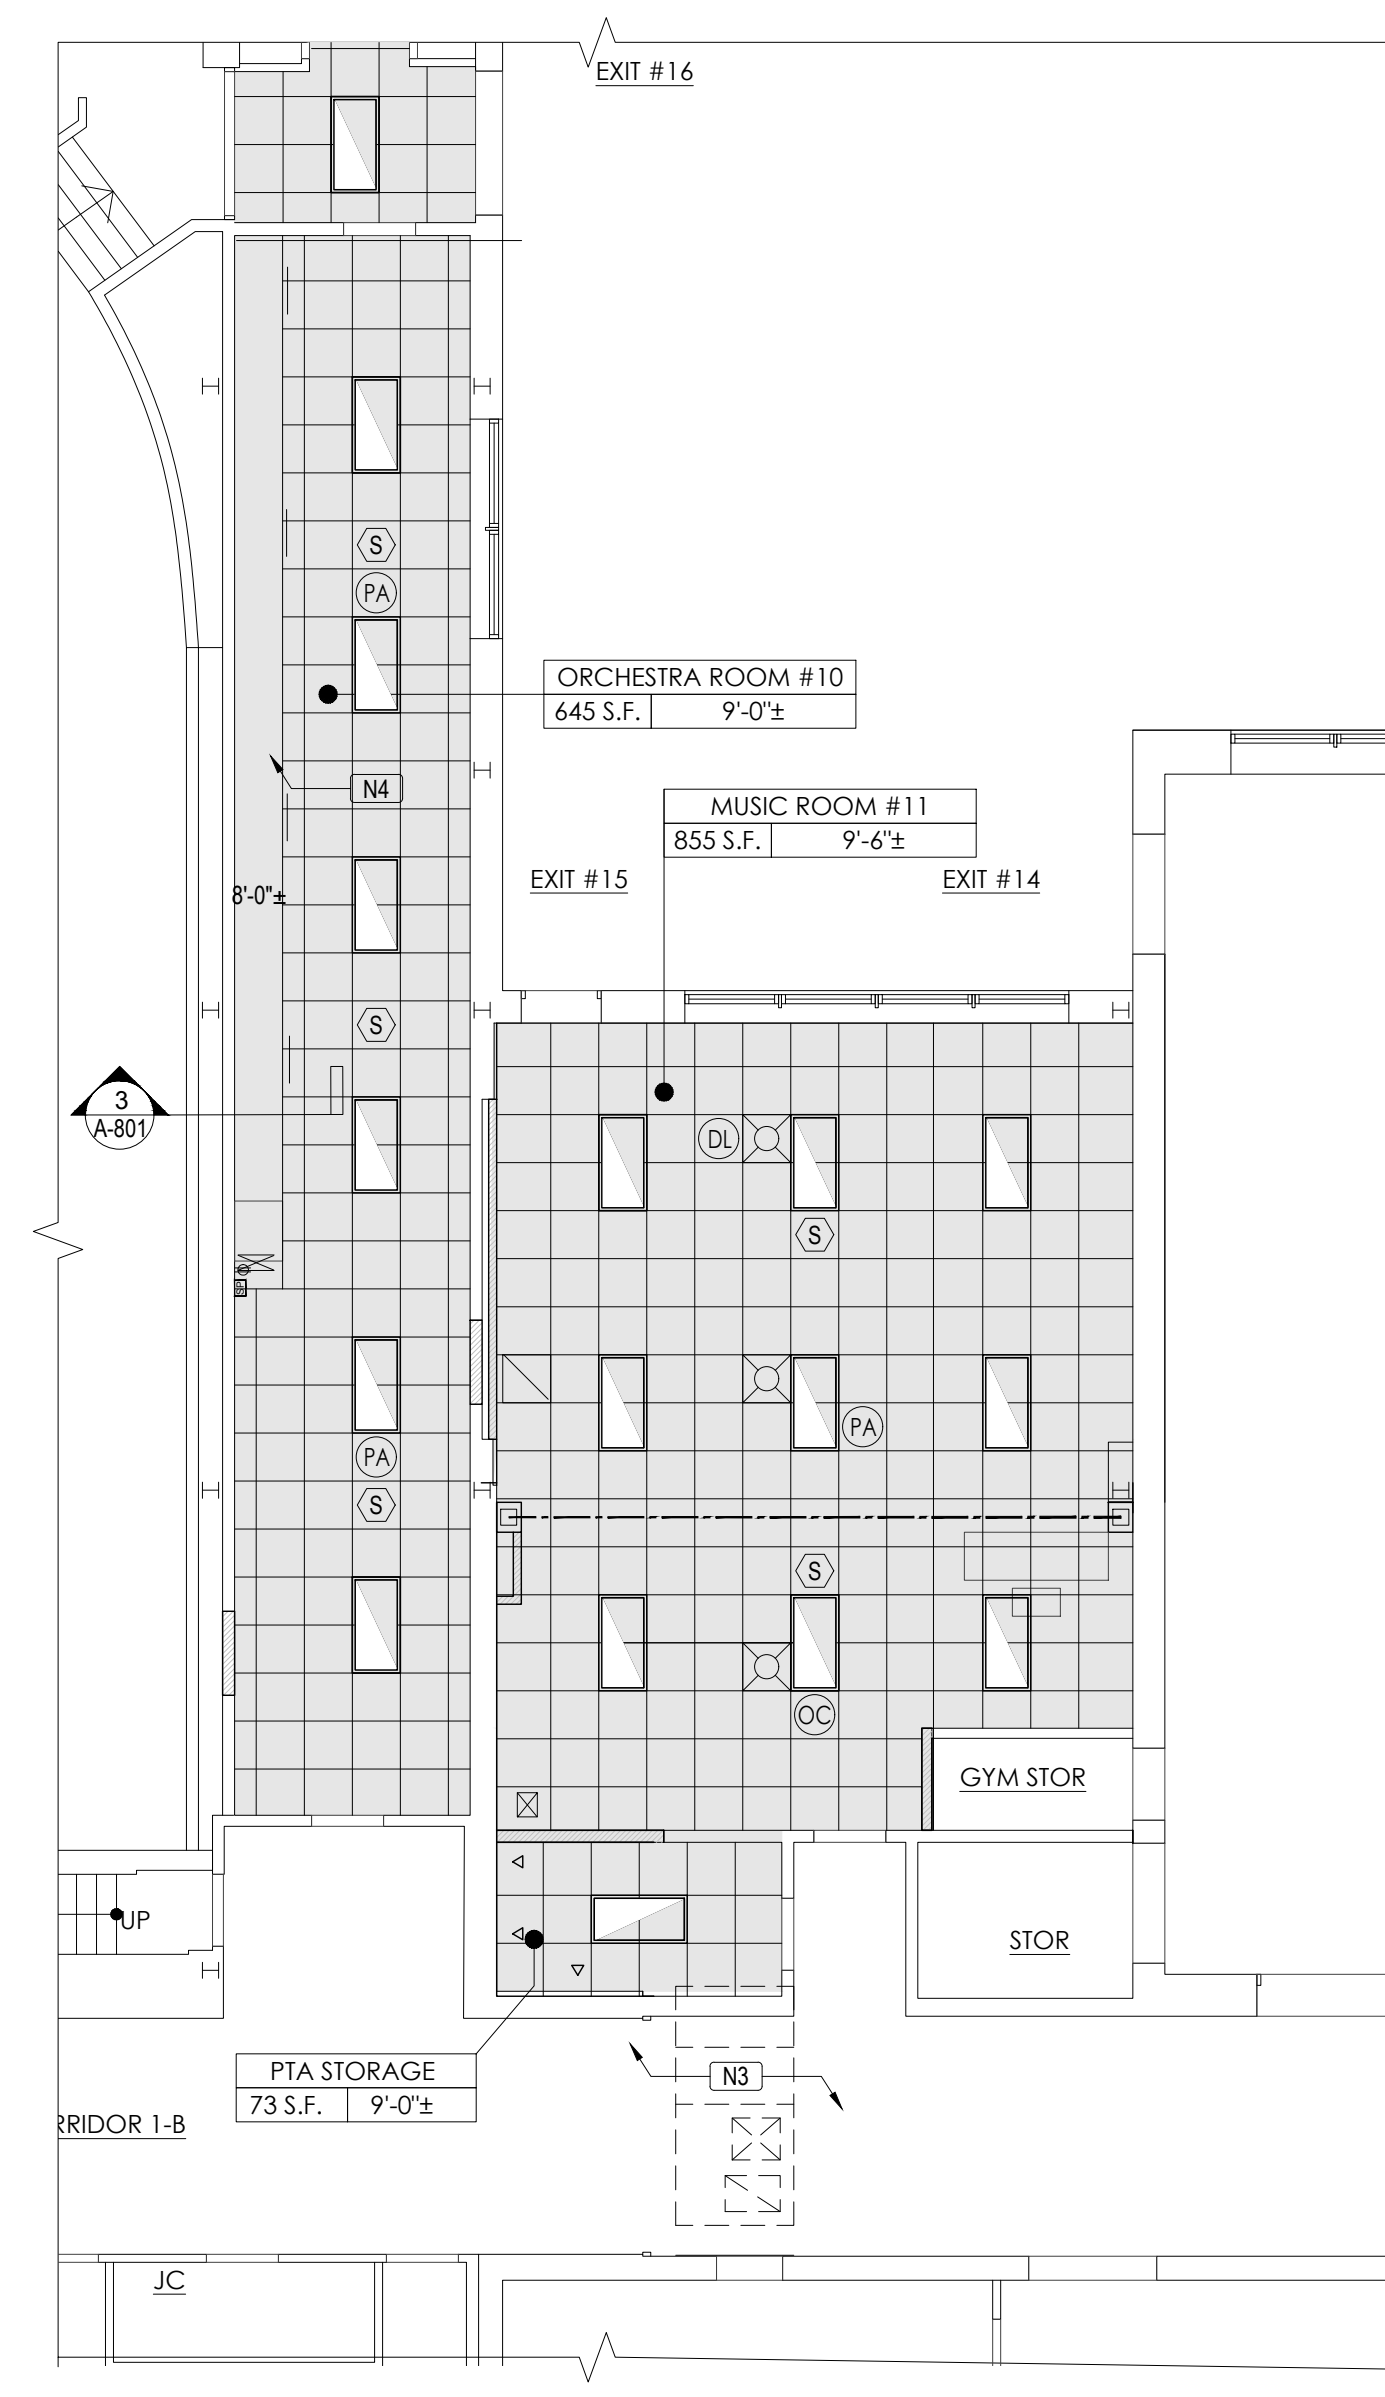 EXIT #16
S
PA
ORCHESTRA ROOM #10
645 S.F. 9'-0"±
N4
MUSIC ROOM #11
855 S.F. 9'-6"±
EXIT #15
EXIT #14
8'-0"±
S
3
A-801
DL
S
SP
PA
PA
S
S
OC
GYM STOR
UP
STOR
PTA STORAGE
73 S.F. 9'-0"±
N3
RRIDOR 1-B
JC